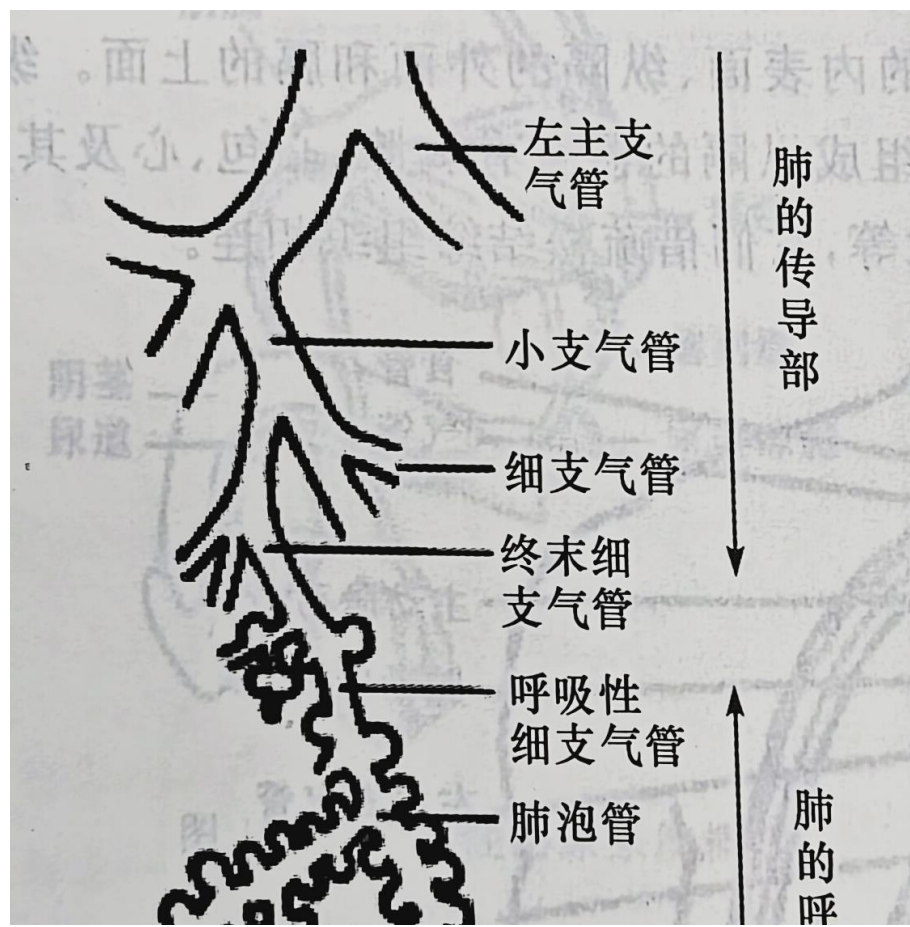 左主支
气管
肺的传导部
小支气管
细支气管
终末细
支气管
呼吸性
细支气管
肺泡管
肺的呼